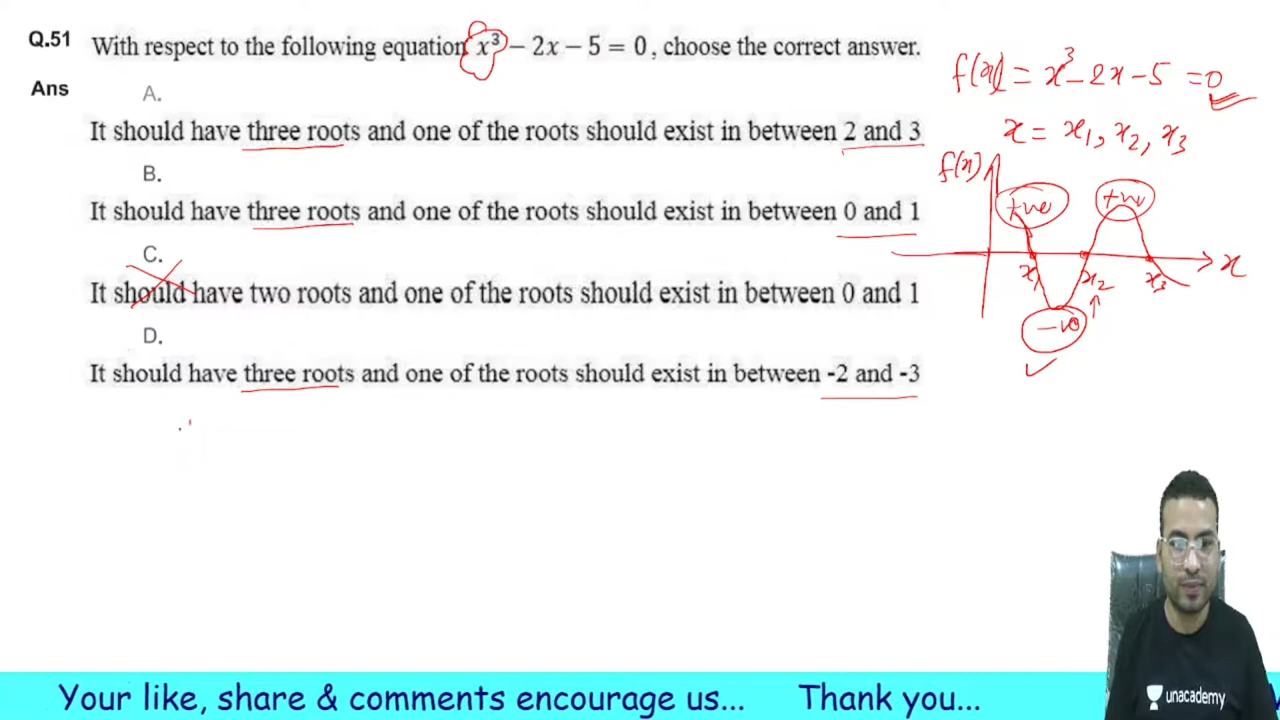 Q.51 With respect to the following equation x³ − 2x − 5 = 0, choose the correct answer.
Ans
A.
It should have three roots and one of the roots should exist in between 2 and 3
B.
It should have three roots and one of the roots should exist in between 0 and 1
C.
It should have two roots and one of the roots should exist in between 0 and 1
D.
It should have three roots and one of the roots should exist in between -2 and -3
f(x) = x³ - 2x - 5 = 0
x = x₁, x₂, x₃
f(x)
+ve +ve
x₁ x₂ x₃ x
-ve
unacademy
Your like, share & comments encourage us... Thank you...